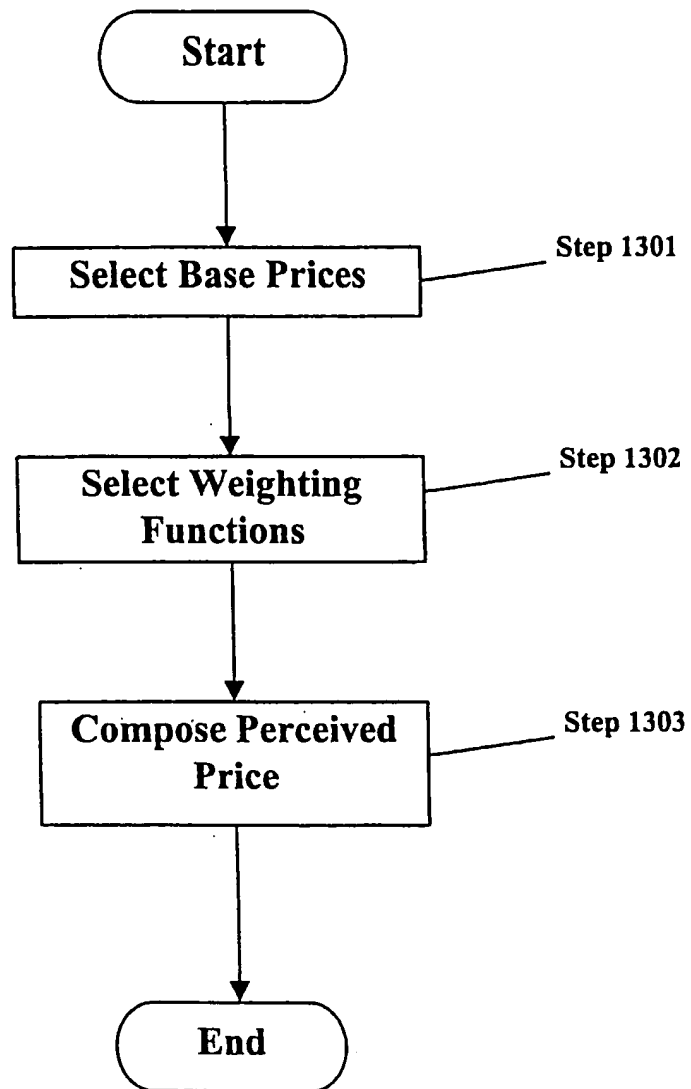 Start
Select Base Prices
Step 1301
Select Weighting
Functions
Step 1302
Compose Perceived
Price
Step 1303
End